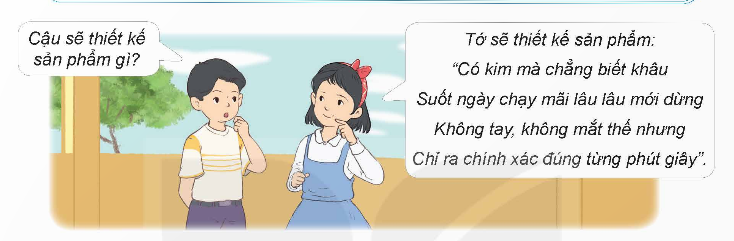 Cậu sẽ thiết kế
sản phẩm gì?
Tớ sẽ thiết kế sản phẩm:
“Có kim mà chẳng biết khâu
Suốt ngày chạy mãi lâu lâu mới dừng
Không tay, không mắt thế nhưng
Chỉ ra chính xác đúng từng phút giây”.